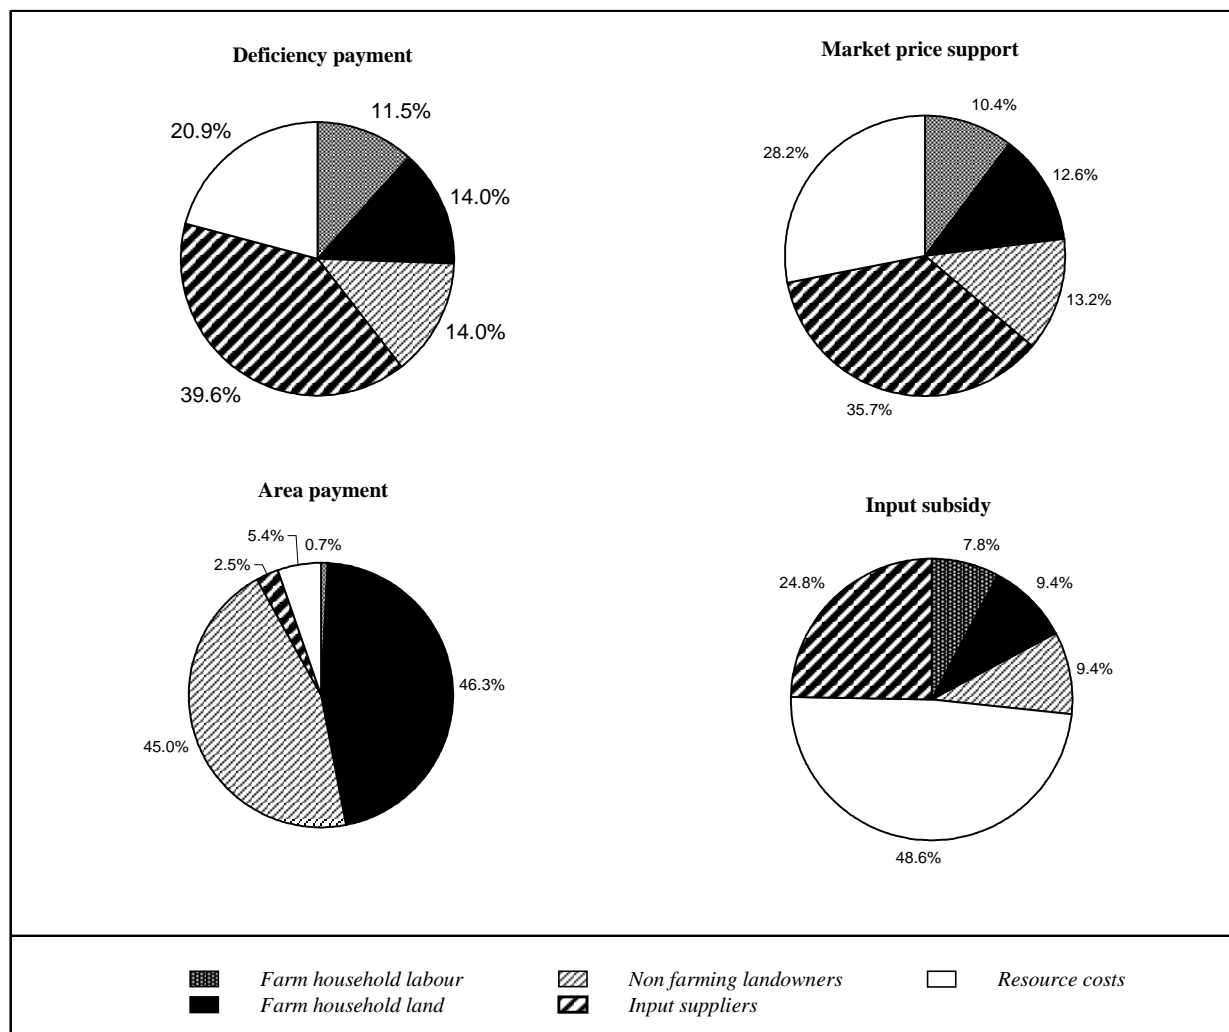 Deficiency payment
20.9%
11.5%
14.0%
14.0%
39.6%
Market price support
10.4%
28.2%
12.6%
13.2%
35.7%
Area payment
5.4%
0.7%
2.5%
46.3%
45.0%
Input subsidy
7.8%
24.8%
9.4%
9.4%
48.6%
Farm household labour
Non farming landowners
Resource costs
Farm household land
Input suppliers